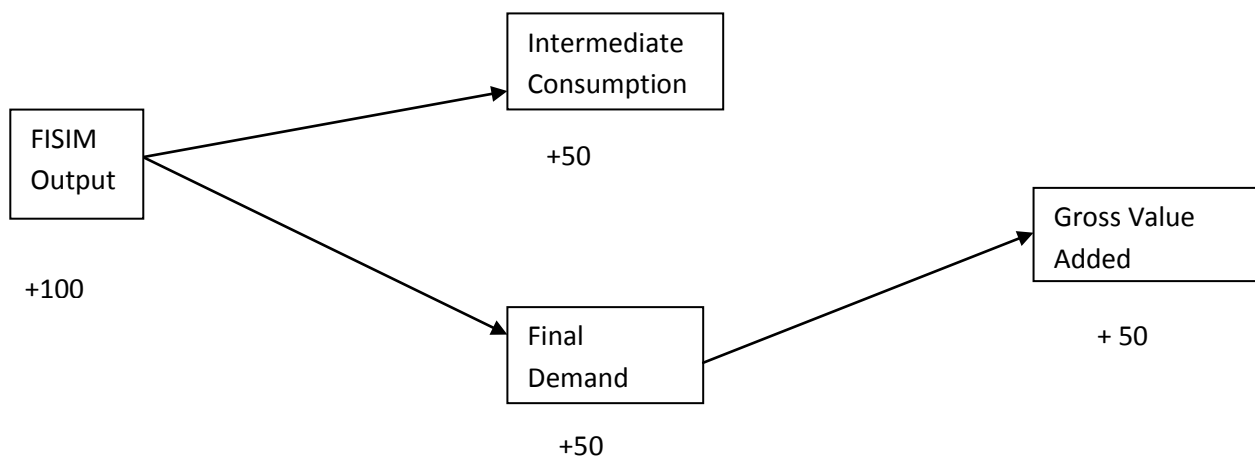 Intermediate
Consumption
+50
FISIM
Output
+100
Gross Value
Added
+ 50
Final
Demand
+50